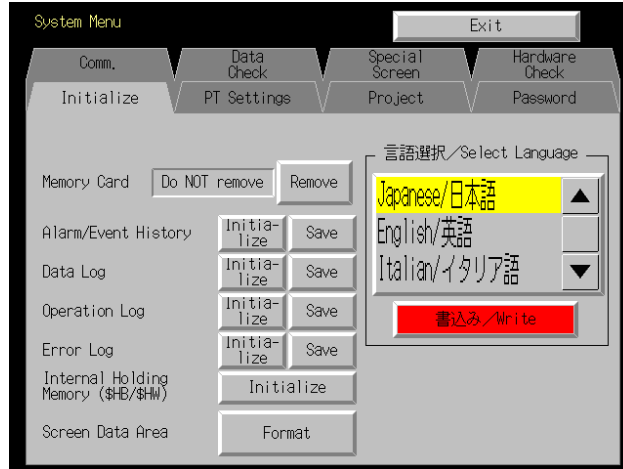 System Menu
Exit
Comm.
Data
Check
Special
Screen
Hardware
Check
Initialize
PT Settings
Project
Password
言語選択／Select Language
Memory Card
Do NOT remove
Remove
Japanese/日本語
English/英語
Italian/イタリア語
書込み／Write
Alarm/Event History
Initia-
lize
Save
Data Log
Initia-
lize
Save
Operation Log
Initia-
lize
Save
Error Log
Initia-
lize
Save
Internal Holding
Memory ($HB/$HW)
Initialize
Screen Data Area
Format